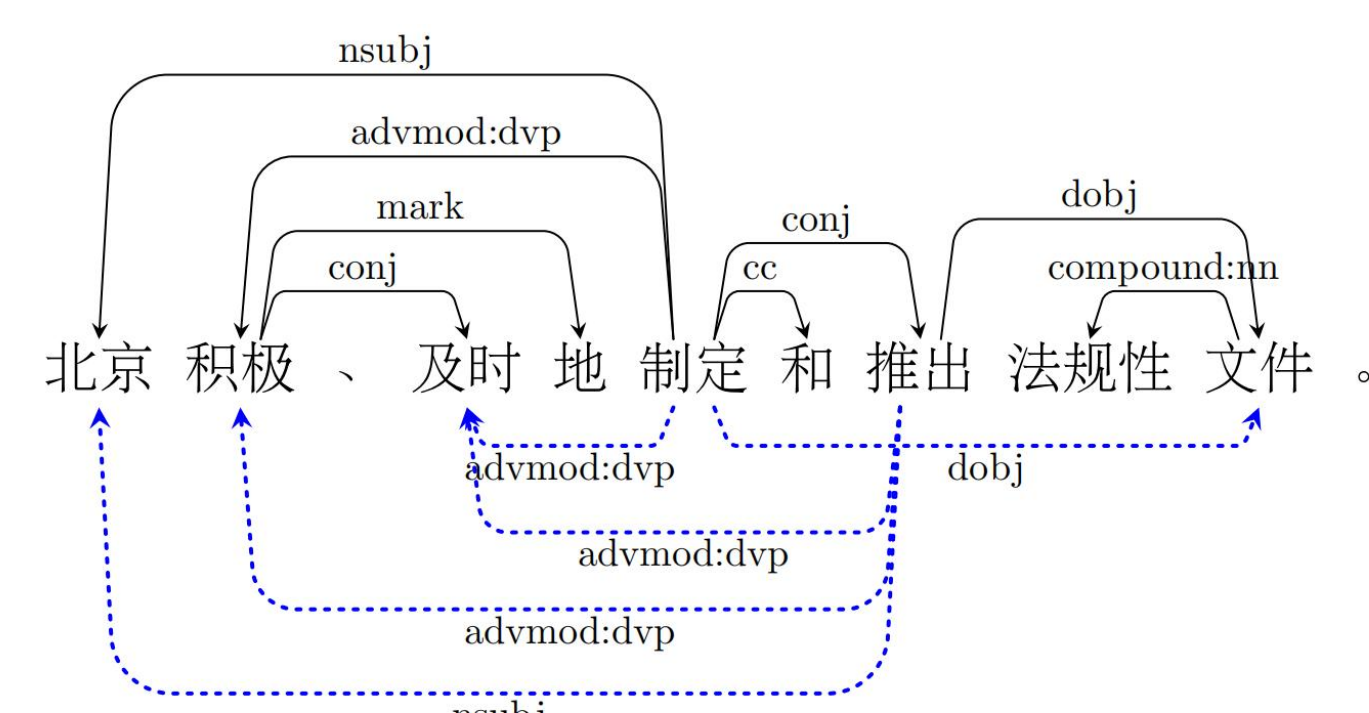 nsubj
advmod:dvp
mark
conj
dobj
conj
cc
compound:nn
北京 积极 、 及时 地 制定 和 推出 法规性 文件 。
advmod:dvp
dobj
advmod:dvp
advmod:dvp
nsubj